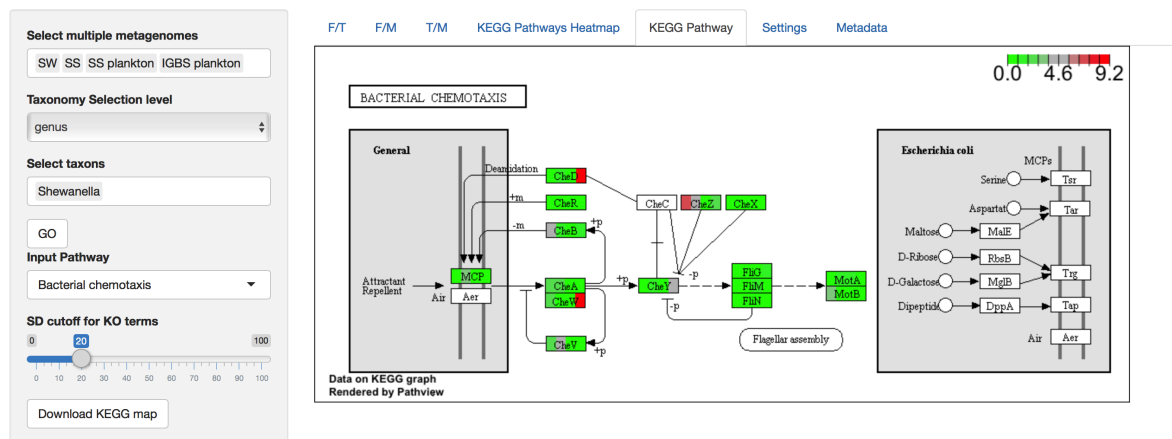 F/T F/M T/M KEGG Pathways Heatmap KEGG Pathway Settings Metadata
Select multiple metagenomes
SW SS SS plankton IGBS plankton
Taxonomy Selection level
genus
Select taxons
Shewanella
GO
Input Pathway
Bacterial chemotaxis
SD cutoff for KO terms
0 20 100
0 10 20 30 40 50 60 70 80 90 100
Download KEGG map
0.0 4.6 9.2
BACTERIAL CHEMOTAXIS
General
Deamidation
CheD
+m
CheR
-m
CheB
+p
CheC
CheZ
CheX
MCP
Attractant
Repellent
Air
Aer
CheA
CheW
+p
CheY
-p
FliG
FliM
FliN
-p
MotA
MotB
CheV
+p
Flagellar assembly
Escherichia coli
MCPs
Serine
Tsr
Aspartat
Tar
Maltose
MalE
D-Ribose
RbsB
Trg
D-Galactose
MglB
Dipeptide
DppA
Tap
Air
Aer
Data on KEGG graph
Rendered by Pathview